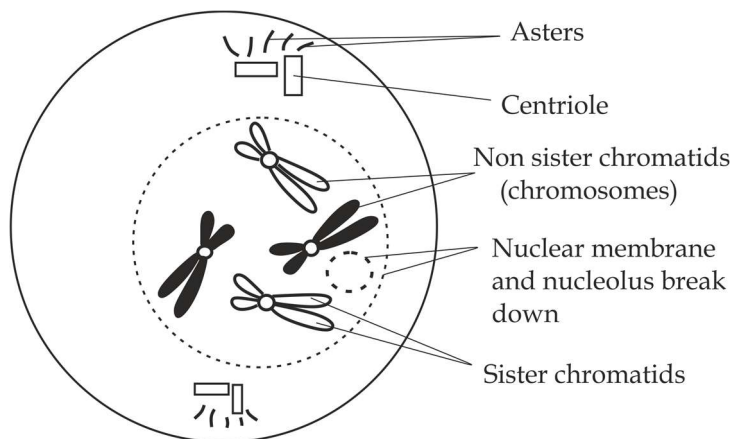 Asters
Centriole
Non sister chromatids
(chromosomes)
Nuclear membrane
and nucleolus break
down
Sister chromatids